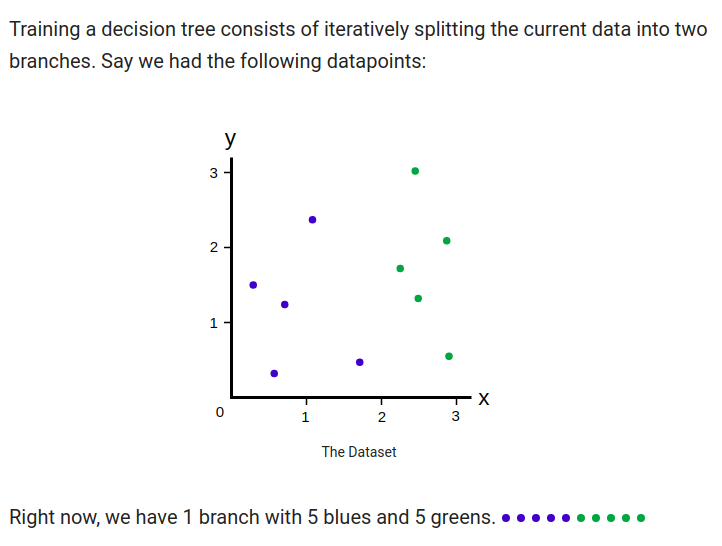 Training a decision tree consists of iteratively splitting the current data into two
branches. Say we had the following datapoints:
y
3
2
1
0
1
2
3
x
The Dataset
Right now, we have 1 branch with 5 blues and 5 greens.